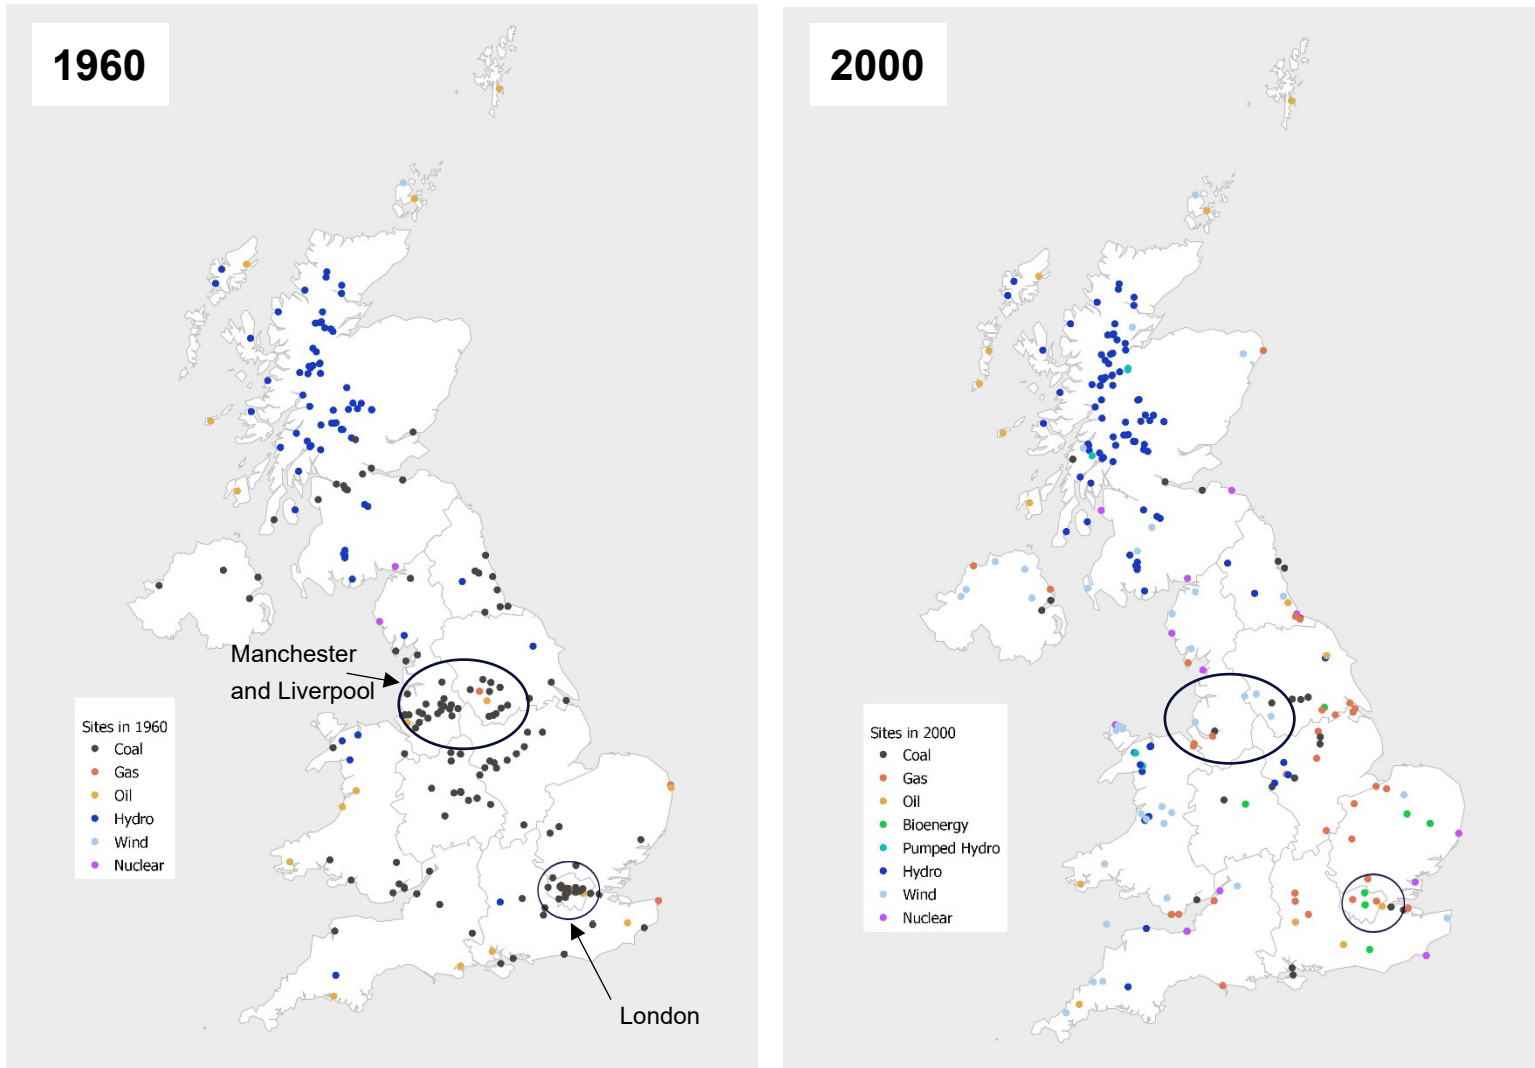 1960
Manchester
and Liverpool
Sites in 1960
Coal
Gas
Oil
Hydro
Wind
Nuclear
London
2000
Sites in 2000
Coal
Gas
Oil
Bioenergy
Pumped Hydro
Hydro
Wind
Nuclear